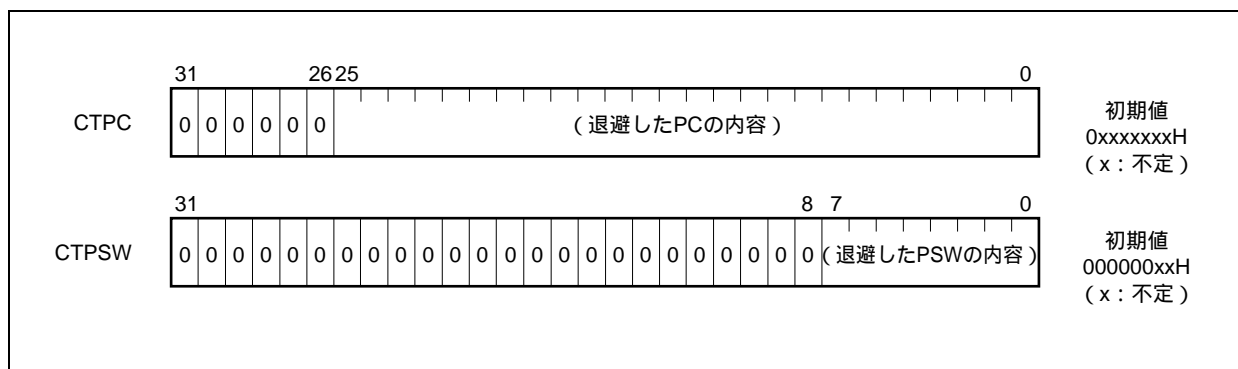 31 26 25 0
CTPC 0 0 0 0 0 0 （退避したPCの内容） 初期値
0xxxxxxxH
（x：不定）
31 8 7 0
CTPSW 0 0 0 0 0 0 0 0 0 0 0 0 0 0 0 0 0 0 0 0 0 0 0 0 （退避したPSWの内容） 初期値
000000xxH
（x：不定）